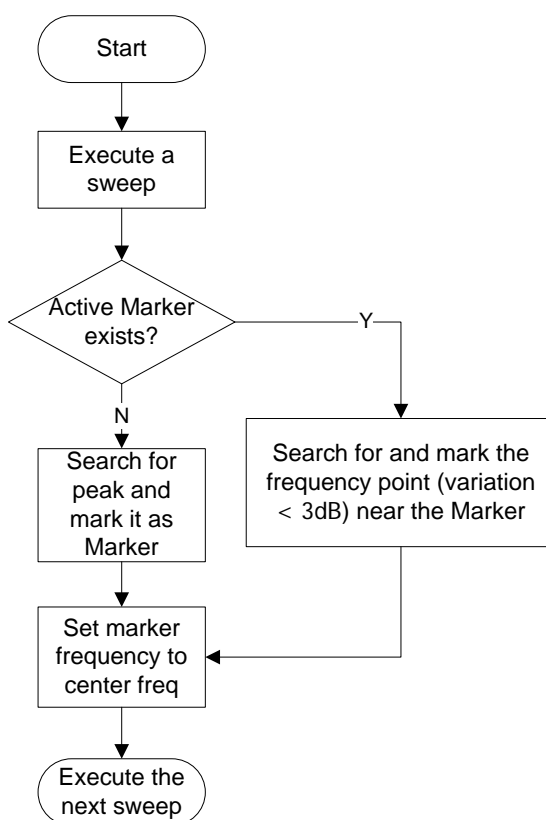 Start
Execute a
sweep
Active Marker
exists?
Y
N
Search for
peak and
mark it as
Marker
Search for and mark the
frequency point (variation
< 3dB) near the Marker
Set marker
frequency to
center freq
Execute the
next sweep